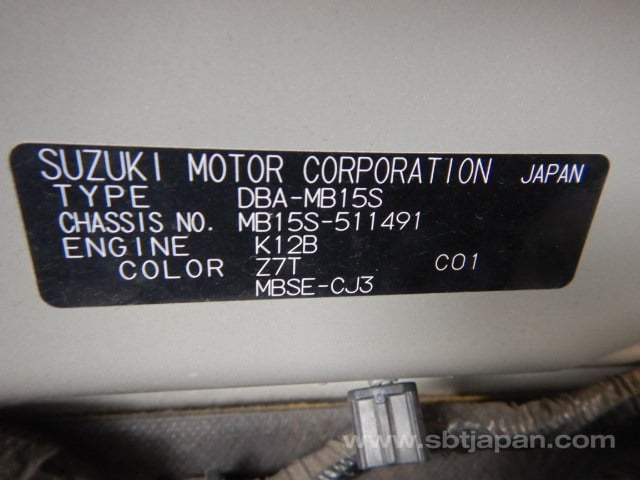 SUZUKI MOTOR CORPORATION JAPAN
TYPE DBA-MB15S
CHASSIS NO. MB15S-511491
ENGINE K12B
COLOR Z7T C01
MBSE-CJ3
www.sbtjapan.com